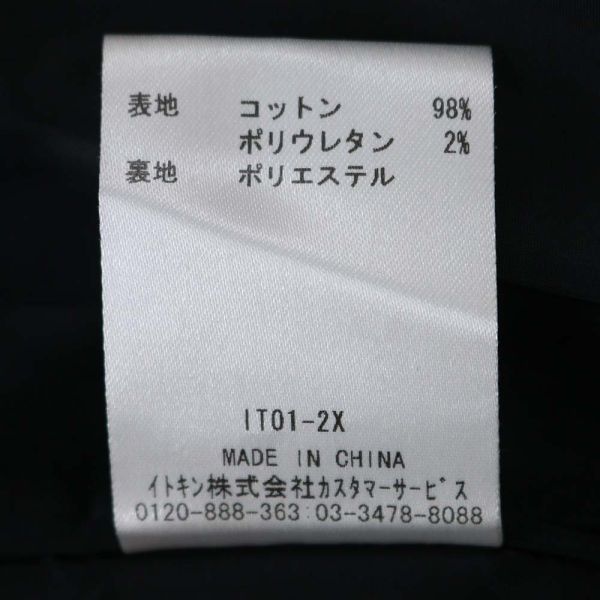 表地 コットン 98%
ポリウレタン 2%
裏地 ポリエステル
IT01-2X
MADE IN CHINA
ｲﾄｷﾝ株式会社ｶｽﾀﾏｰｻｰﾋﾞｽ
0120-888-363:03-3478-8088